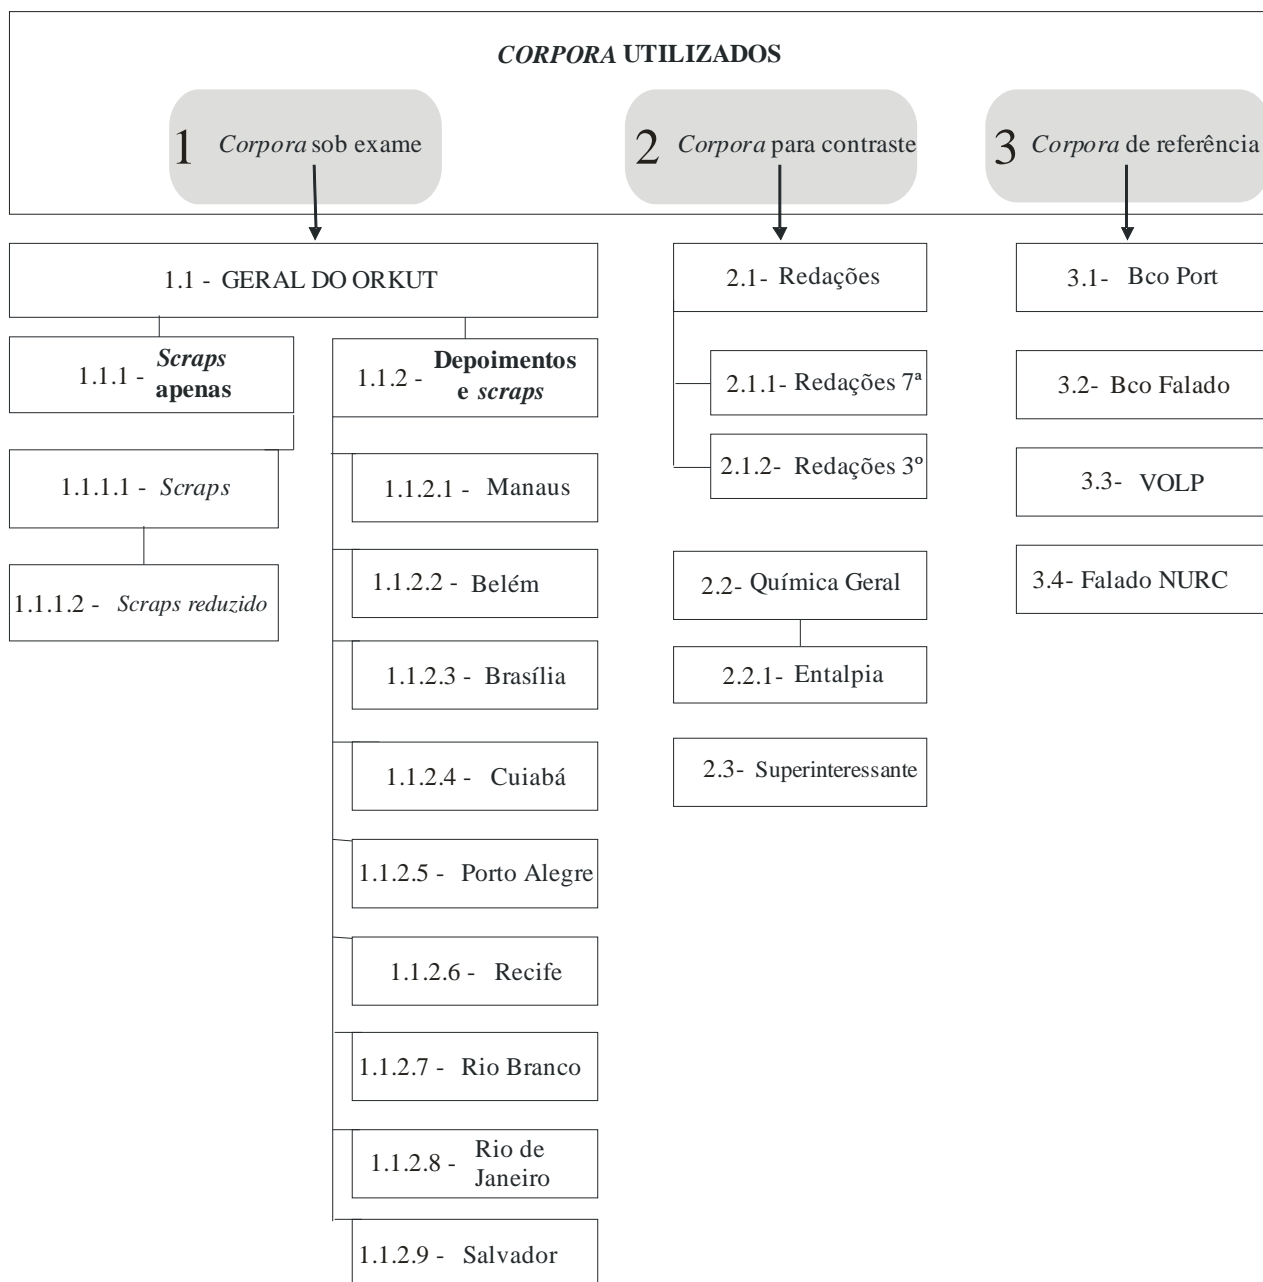 CORPORA UTILIZADOS
1 Corpora sob exame
2 Corpora para contraste
3 Corpora de referência
1.1 - GERAL DO ORKUT
1.1.1 - Scraps
apenas
1.1.1.1 - Scraps
1.1.1.2 - Scraps reduzido
1.1.2 - Depoimentos
e scraps
1.1.2.1 - Manaus
1.1.2.2 - Belém
1.1.2.3 - Brasília
1.1.2.4 - Cuiabá
1.1.2.5 - Porto Alegre
1.1.2.6 - Recife
1.1.2.7 - Rio Branco
1.1.2.8 - Rio de
Janeiro
1.1.2.9 - Salvador
2.1- Redações
2.1.1- Redações 7ª
2.1.2- Redações 3º
2.2- Química Geral
2.2.1- Entalpia
2.3- Superinteressante
3.1- Bco Port
3.2- Bco Falado
3.3- VOLP
3.4- Falado NURC